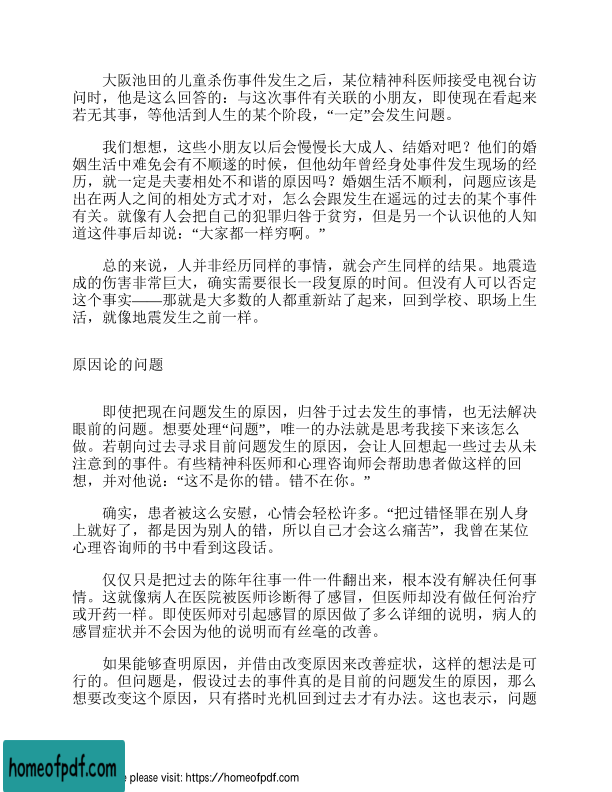 大阪池田的儿童杀伤事件发生之后，某位精神科医师接受电视台访
问时，他是这么回答的：与这次事件有关联的小朋友，即使现在看起来
若无其事，等他活到人生的某个阶段，“一定”会发生问题。
我们想想，这些小朋友以后会慢慢长大成人、结婚对吧？他们的婚
姻生活中难免会有不顺遂的时候，但他幼年曾经身处事件发生现场的经
历，就一定是夫妻相处不和谐的原因吗？婚姻生活不顺利，问题应该是
出在两人之间的相处方式才对，怎么会跟发生在遥远的过去的某个事件
有关。就像有人会把自己的犯罪归咎于贫穷，但是另一个认识他的人知
道这件事后却说：“大家都一样穷啊。”
总的来说，人并非经历同样的事情，就会产生同样的结果。地震造
成的伤害非常巨大，确实需要很长一段复原的时间。但没有人可以否定
这个事实——那就是大多数的人都重新站了起来，回到学校、职场上生
活，就像地震发生之前一样。
原因论的问题
即使把现在问题发生的原因，归咎于过去发生的事情，也无法解决
眼前的问题。想要处理“问题”，唯一的办法就是思考我接下来该怎么
做。若朝向过去寻求目前问题发生的原因，会让人回想起一些过去从未
注意到的事件。有些精神科医师和心理咨询师会帮助患者做这样的回
想，并对他说：“这不是你的错。错不在你。”
确实，患者被这么安慰，心情会轻松许多。“把过错怪罪在别人身
上就好了，都是因为别人的错，所以自己才会这么痛苦”，我曾在某位
心理咨询师的书中看到这段话。
仅仅只是把过去的陈年往事一件一件翻出来，根本没有解决任何事
情。这就像病人在医院被医师诊断得了感冒，但医师却没有做任何治疗
或开药一样。即使医师对引起感冒的原因做了多么详细的说明，病人的
感冒症状并不会因为他的说明而有丝毫的改善。
如果能够查明原因，并借由改变原因来改善症状，这样的想法是可
行的。但问题是，假设过去的事件真的是目前的问题发生的原因，那么
想要改变这个原因，只有搭时光机回到过去才有办法。这也表示，问题
homeofpdf.com
e please visit: https://homeofpdf.com